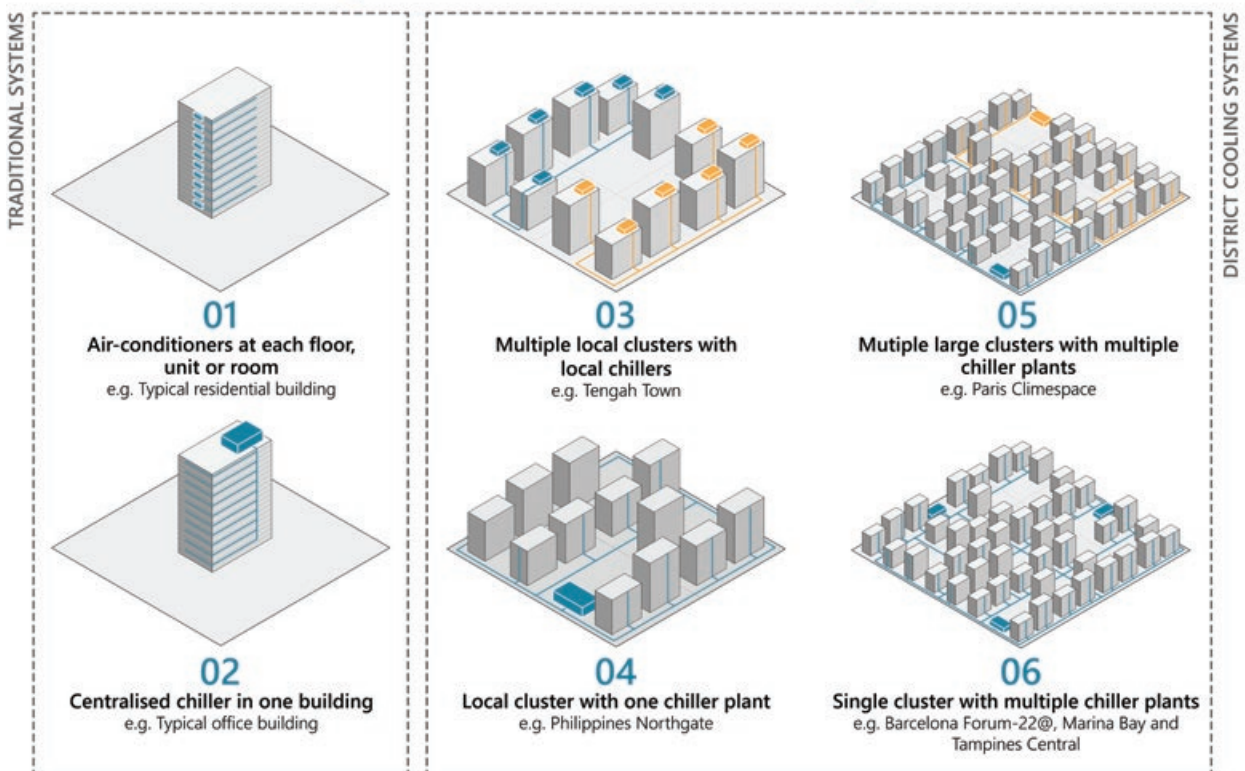 TRADITIONAL SYSTEMS
01
Air-conditioners at each floor,
unit or room
e.g. Typical residential building
02
Centralised chiller in one building
e.g. Typical office building
03
Multiple local clusters with
local chillers
e.g. Tengah Town
04
Local cluster with one chiller plant
e.g. Philippines Northgate
05
Mutiple large clusters with multiple
chiller plants
e.g. Paris Climespace
06
Single cluster with multiple chiller plants
e.g. Barcelona Forum-22@, Marina Bay and
Tampines Central
DISTRICT COOLING SYSTEMS